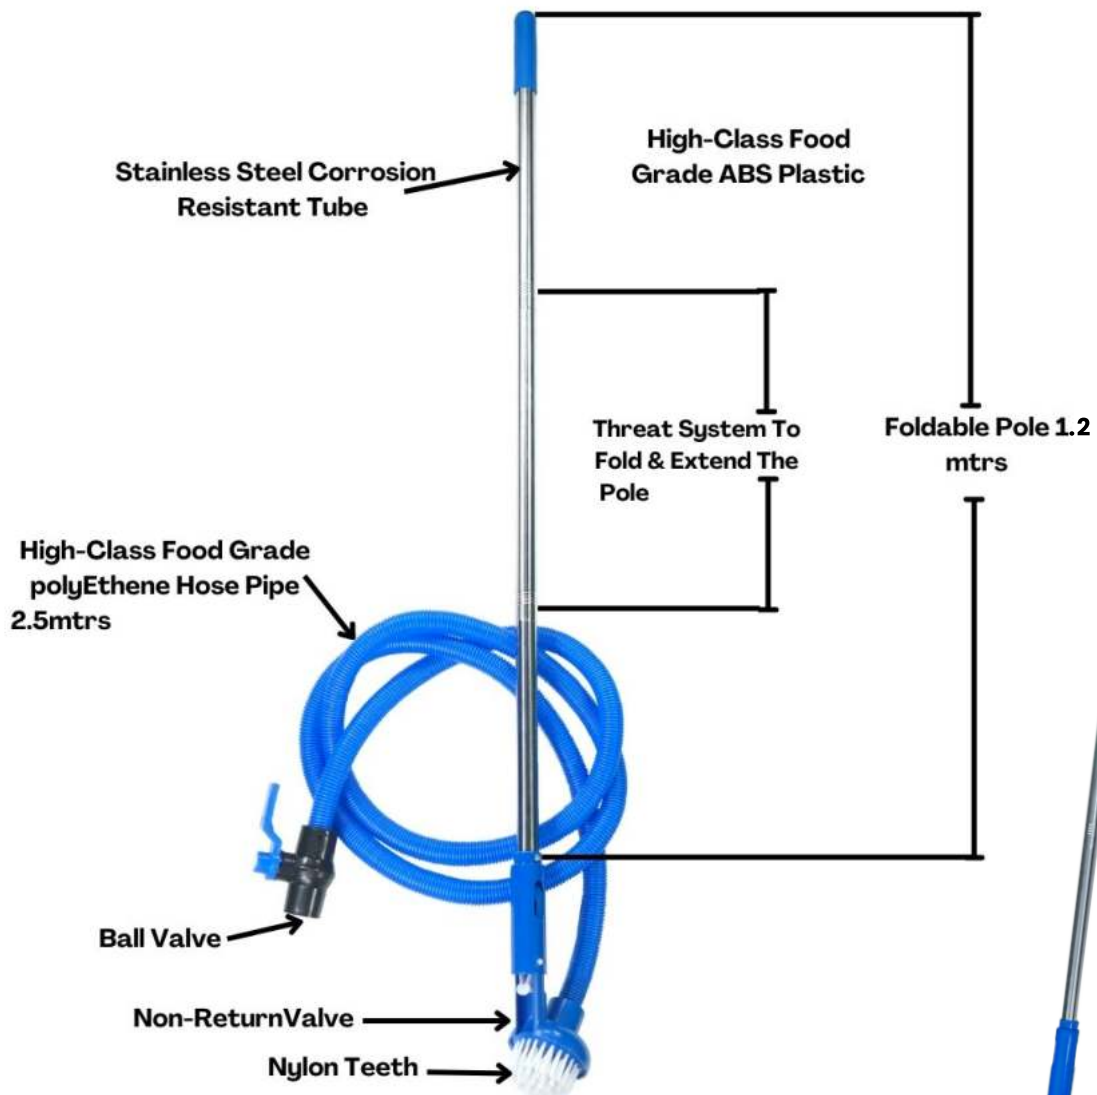 High-Class Food
Grade ABS Plastic
Stainless Steel Corrosion
Resistant Tube
Threat System To
Fold & Extend The
Pole
Foldable Pole 1.2
mtrs
High-Class Food Grade
polyEthene Hose Pipe
2.5mtrs
Ball Valve
Non-ReturnValve
Nylon Teeth